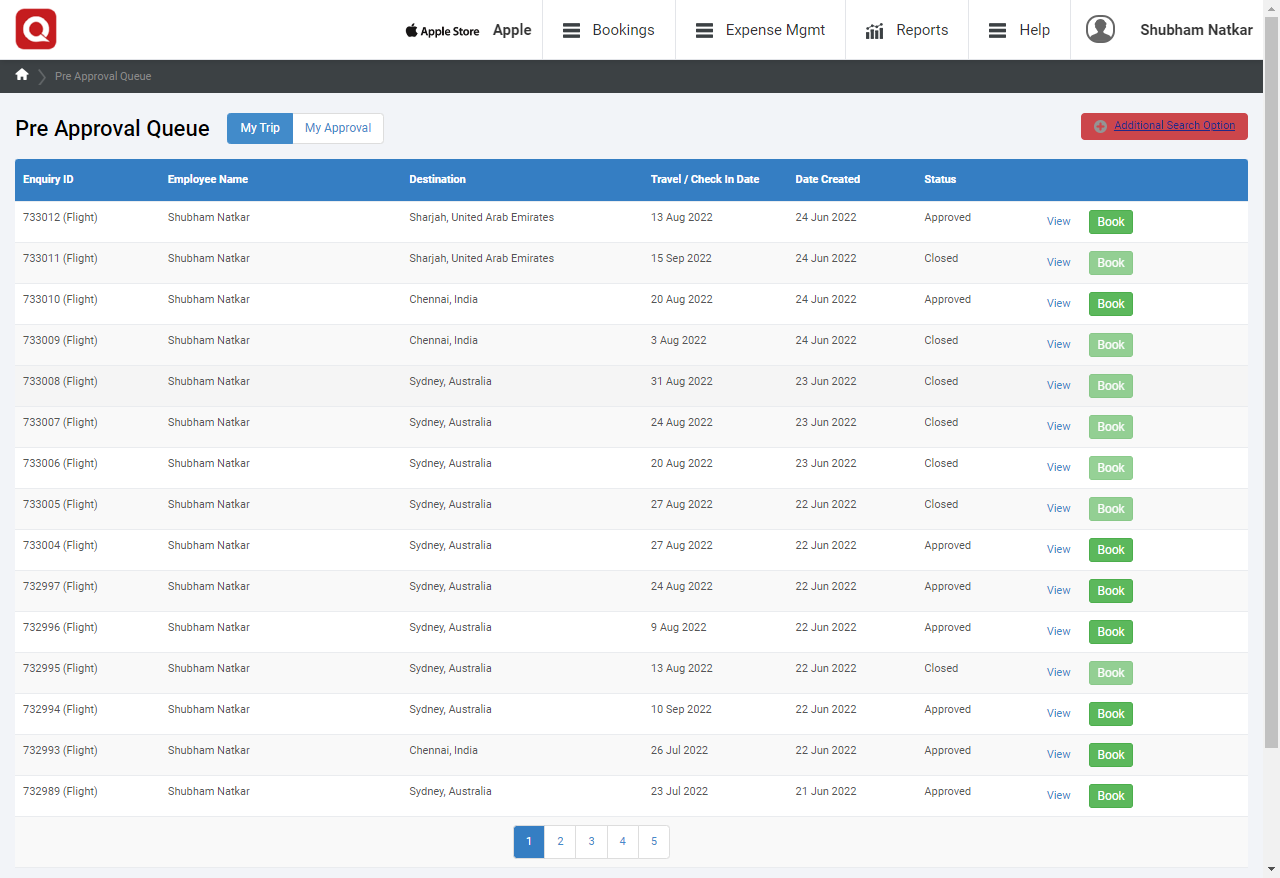 Q Apple Store Apple Bookings Expense Mgmt Reports Help Shubham Natkar
Pre Approval Queue
Pre Approval Queue My Trip My Approval Additional Search Option
Enquiry ID Employee Name Destination Travel / Check In Date Date Created Status
733012 (Flight) Shubham Natkar Sharjah, United Arab Emirates 13 Aug 2022 24 Jun 2022 Approved View Book
733011 (Flight) Shubham Natkar Sharjah, United Arab Emirates 15 Sep 2022 24 Jun 2022 Closed View Book
733010 (Flight) Shubham Natkar Chennai, India 20 Aug 2022 24 Jun 2022 Approved View Book
733009 (Flight) Shubham Natkar Chennai, India 3 Aug 2022 24 Jun 2022 Closed View Book
733008 (Flight) Shubham Natkar Sydney, Australia 31 Aug 2022 23 Jun 2022 Closed View Book
733007 (Flight) Shubham Natkar Sydney, Australia 24 Aug 2022 23 Jun 2022 Closed View Book
733006 (Flight) Shubham Natkar Sydney, Australia 20 Aug 2022 23 Jun 2022 Closed View Book
733005 (Flight) Shubham Natkar Sydney, Australia 27 Aug 2022 22 Jun 2022 Closed View Book
733004 (Flight) Shubham Natkar Sydney, Australia 27 Aug 2022 22 Jun 2022 Approved View Book
732997 (Flight) Shubham Natkar Sydney, Australia 24 Aug 2022 22 Jun 2022 Approved View Book
732996 (Flight) Shubham Natkar Sydney, Australia 9 Aug 2022 22 Jun 2022 Approved View Book
732995 (Flight) Shubham Natkar Sydney, Australia 13 Aug 2022 22 Jun 2022 Closed View Book
732994 (Flight) Shubham Natkar Sydney, Australia 10 Sep 2022 22 Jun 2022 Approved View Book
732993 (Flight) Shubham Natkar Chennai, India 26 Jul 2022 22 Jun 2022 Approved View Book
732989 (Flight) Shubham Natkar Sydney, Australia 23 Jul 2022 21 Jun 2022 Approved View Book
1 2 3 4 5